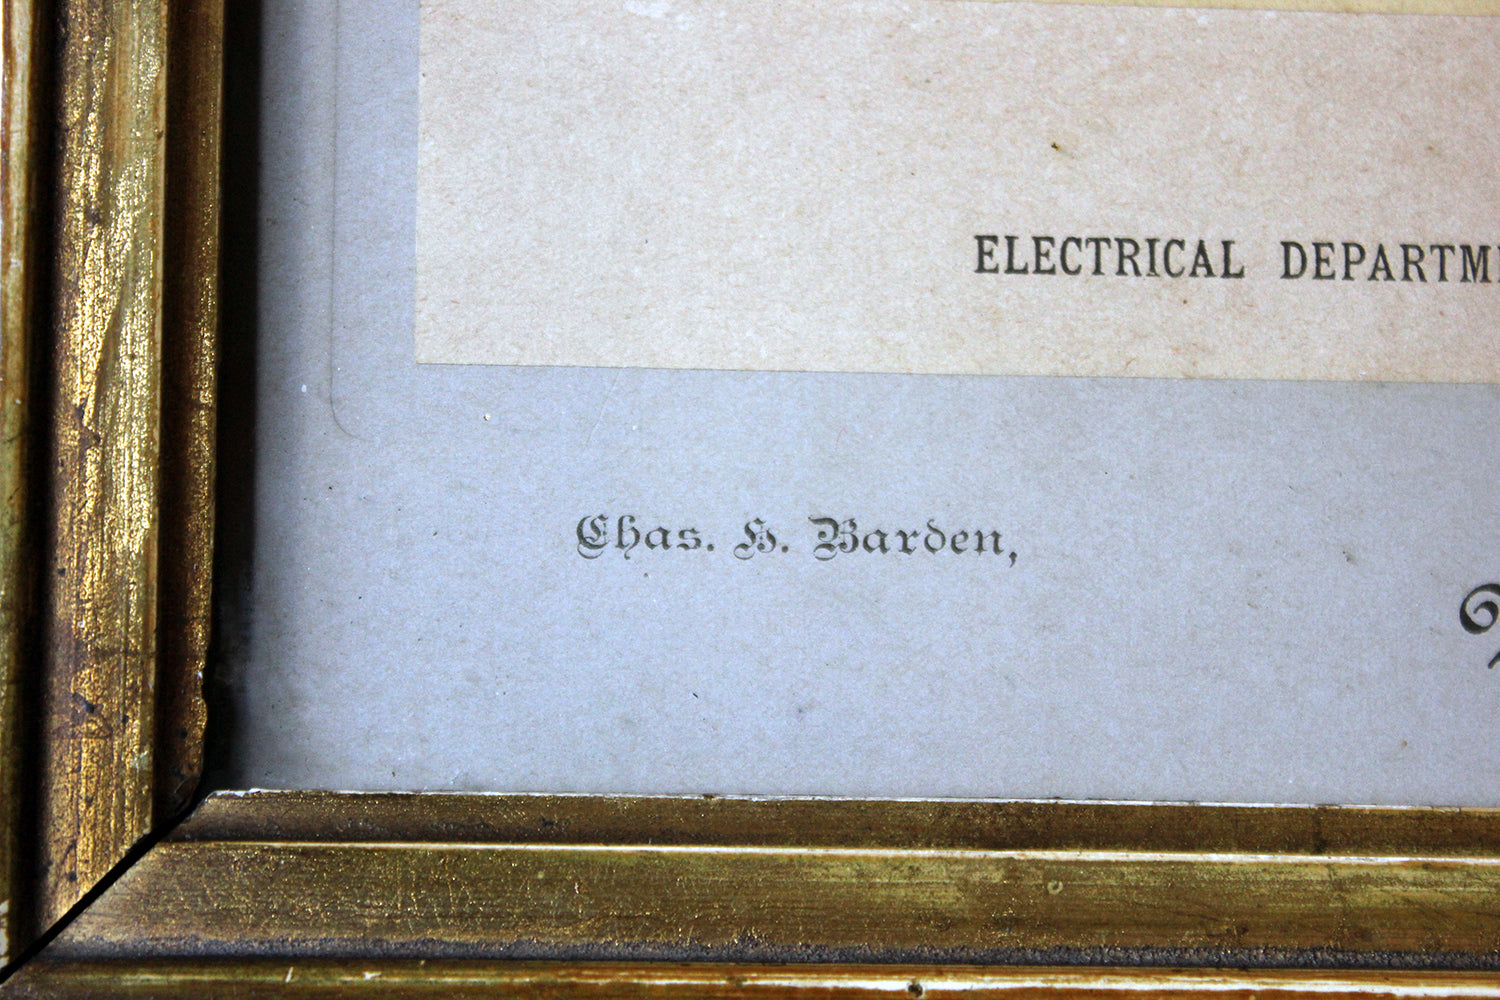 ELECTRICAL DEPARTM
Chas. H. Barden,